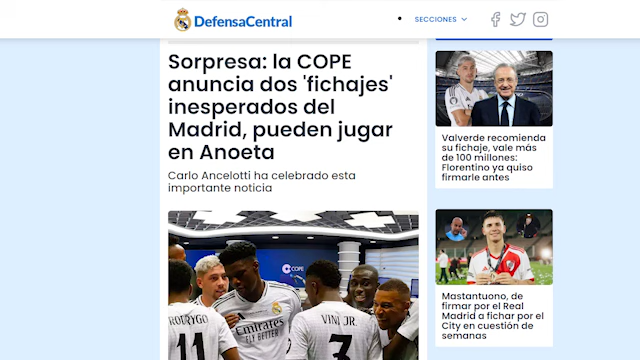 DefensaCentral
SECCIONES
Sorpresa: la COPE
anuncia dos 'fichajes'
inesperados del
Madrid, pueden jugar
en Anoeta
Carlo Ancelotti ha celebrado esta
importante noticia
COPE
RODRYGO
11
Emirates
VINI JR.
3
Valverde recomienda
su fichaje, vale más
de 100 millones:
Florentino ya quiso
firmarle antes
Mastantuono, de
firmar por el Real
Madrid a fichar por el
City en cuestión de
semanas